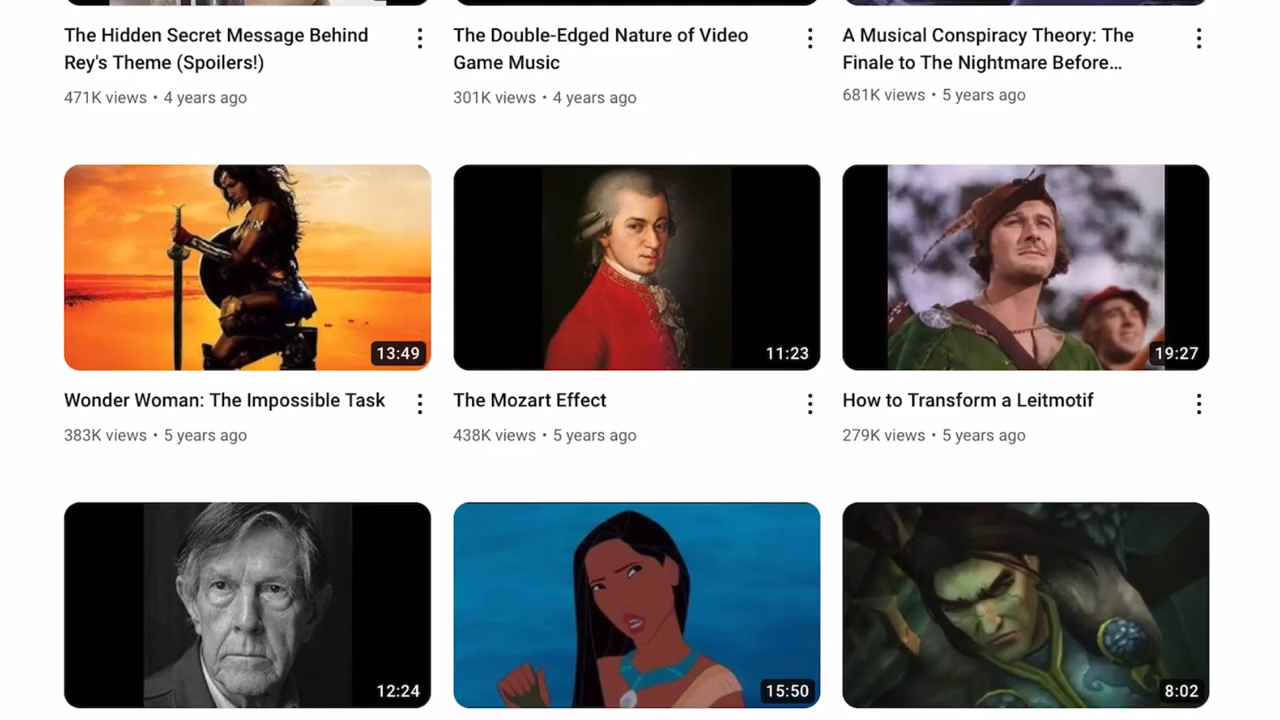 The Hidden Secret Message Behind
Rey's Theme (Spoilers!)
471K views • 4 years ago
The Double-Edged Nature of Video
Game Music
301K views • 4 years ago
A Musical Conspiracy Theory: The
Finale to The Nightmare Before...
681K views • 5 years ago
13:49
Wonder Woman: The Impossible Task
383K views • 5 years ago
11:23
The Mozart Effect
438K views • 5 years ago
19:27
How to Transform a Leitmotif
279K views • 5 years ago
12:24
15:50
8:02